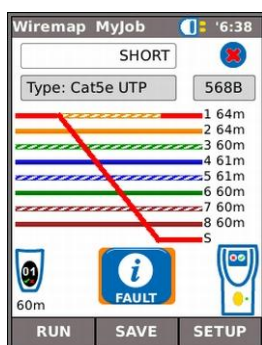 Wiremap MyJob '6:38
SHORT
Type: Cat5e UTP 568B
1 64m
2 64m
3 60m
4 61m
5 61m
6 60m
7 60m
8 60m
S
01
i
60m
FAULT
RUN SAVE SETUP